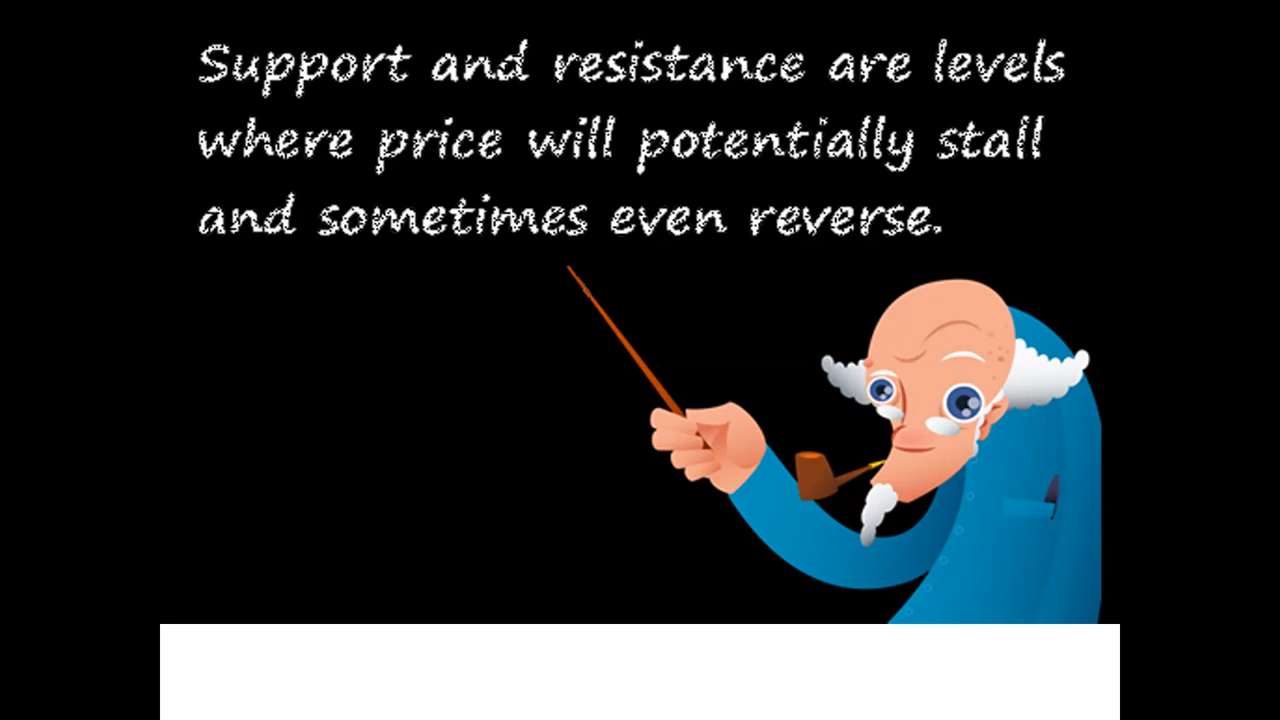 Support and resistance are levels
where price will potentially stall
and sometimes even reverse.